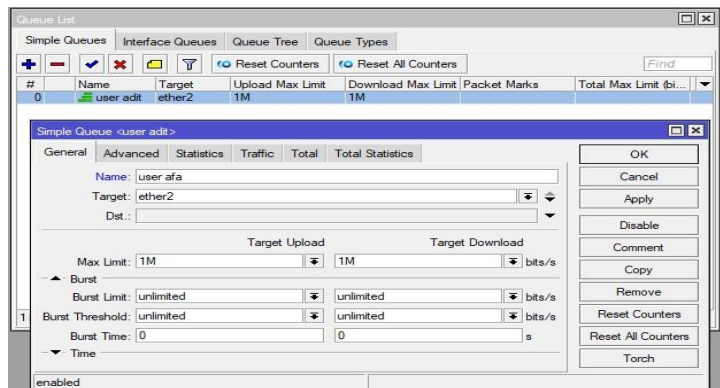 Queue List
Simple Queues Interface Queues Queue Tree Queue Types
Reset Counters Reset All Counters Find
# Name Target Upload Max Limit Download Max Limit Packet Marks Total Max Limit (bi...
0 user adit ether2 1M 1M
Simple Queue <user adit>
General Advanced Statistics Traffic Total Total Statistics
OK
Name: user afa
Cancel
Target: ether2
Apply
Dst.:
Disable
Target Upload Target Download
Comment
Max Limit: 1M 1M bits/s
Copy
Burst
Burst Limit: unlimited unlimited bits/s
Remove
1
Burst Threshold: unlimited unlimited bits/s
Reset Counters
Burst Time: 0 0 s
Reset All Counters
Time
Torch
enabled